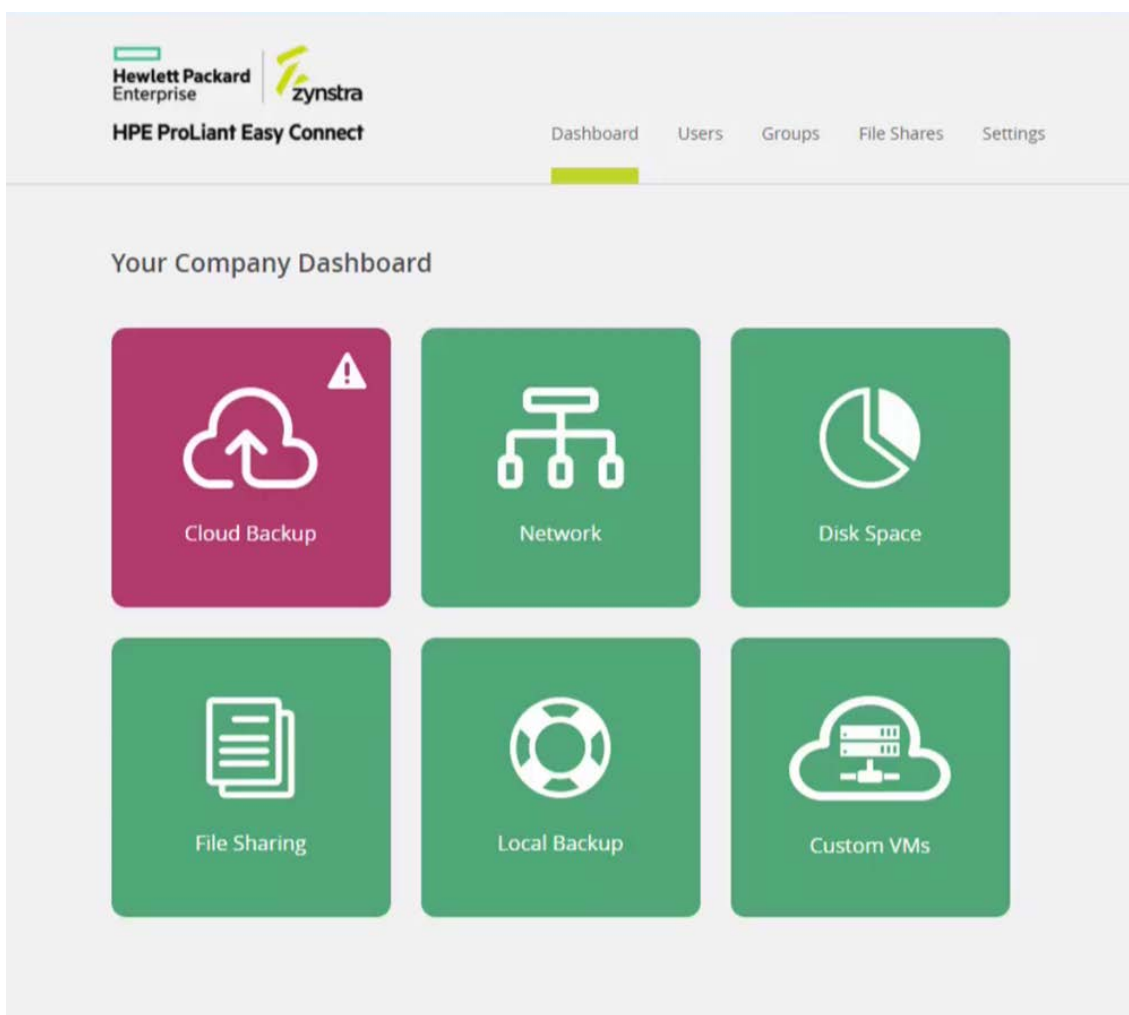 Hewlett Packard
Enterprise
zynstra
HPE ProLiant Easy Connect
Dashboard Users Groups File Shares Settings
Your Company Dashboard
Cloud Backup
Network
Disk Space
File Sharing
Local Backup
Custom VMs